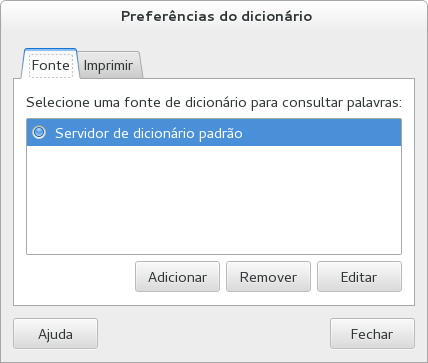 Preferências do dicionário
Fonte Imprimir
Selecione uma fonte de dicionário para consultar palavras:
Servidor de dicionário padrão
Adicionar Remover Editar
Ajuda Fechar